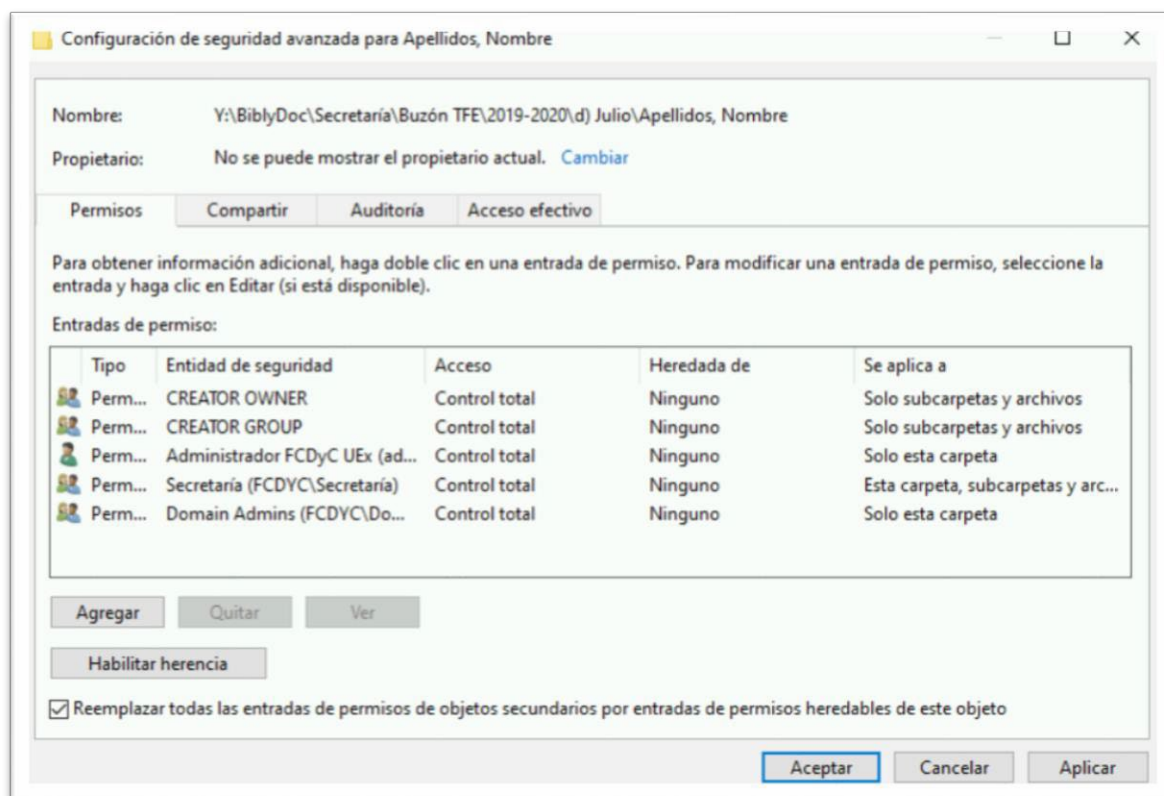 Configuración de seguridad avanzada para Apellidos, Nombre
Nombre: Y:\BiblyDoc\Secretaría\Buzón TFE\2019-2020\d) Julio\Apellidos, Nombre
Propietario: No se puede mostrar el propietario actual. Cambiar
Permisos Compartir Auditoría Acceso efectivo
Para obtener información adicional, haga doble clic en una entrada de permiso. Para modificar una entrada de permiso, seleccione la
entrada y haga clic en Editar (si está disponible).
Entradas de permiso:
Tipo Entidad de seguridad Acceso Heredada de Se aplica a
Perm... CREATOR OWNER Control total Ninguno Solo subcarpetas y archivos
Perm... CREATOR GROUP Control total Ninguno Solo subcarpetas y archivos
Perm... Administrador FCDyC UEx (ad... Control total Ninguno Solo esta carpeta
Perm... Secretaría (FCDYC\Secretaría) Control total Ninguno Esta carpeta, subcarpetas y arc...
Perm... Domain Admins (FCDYC\Do... Control total Ninguno Solo esta carpeta
Agregar Quitar Ver
Habilitar herencia
Reemplazar todas las entradas de permisos de objetos secundarios por entradas de permisos heredables de este objeto
Aceptar Cancelar Aplicar